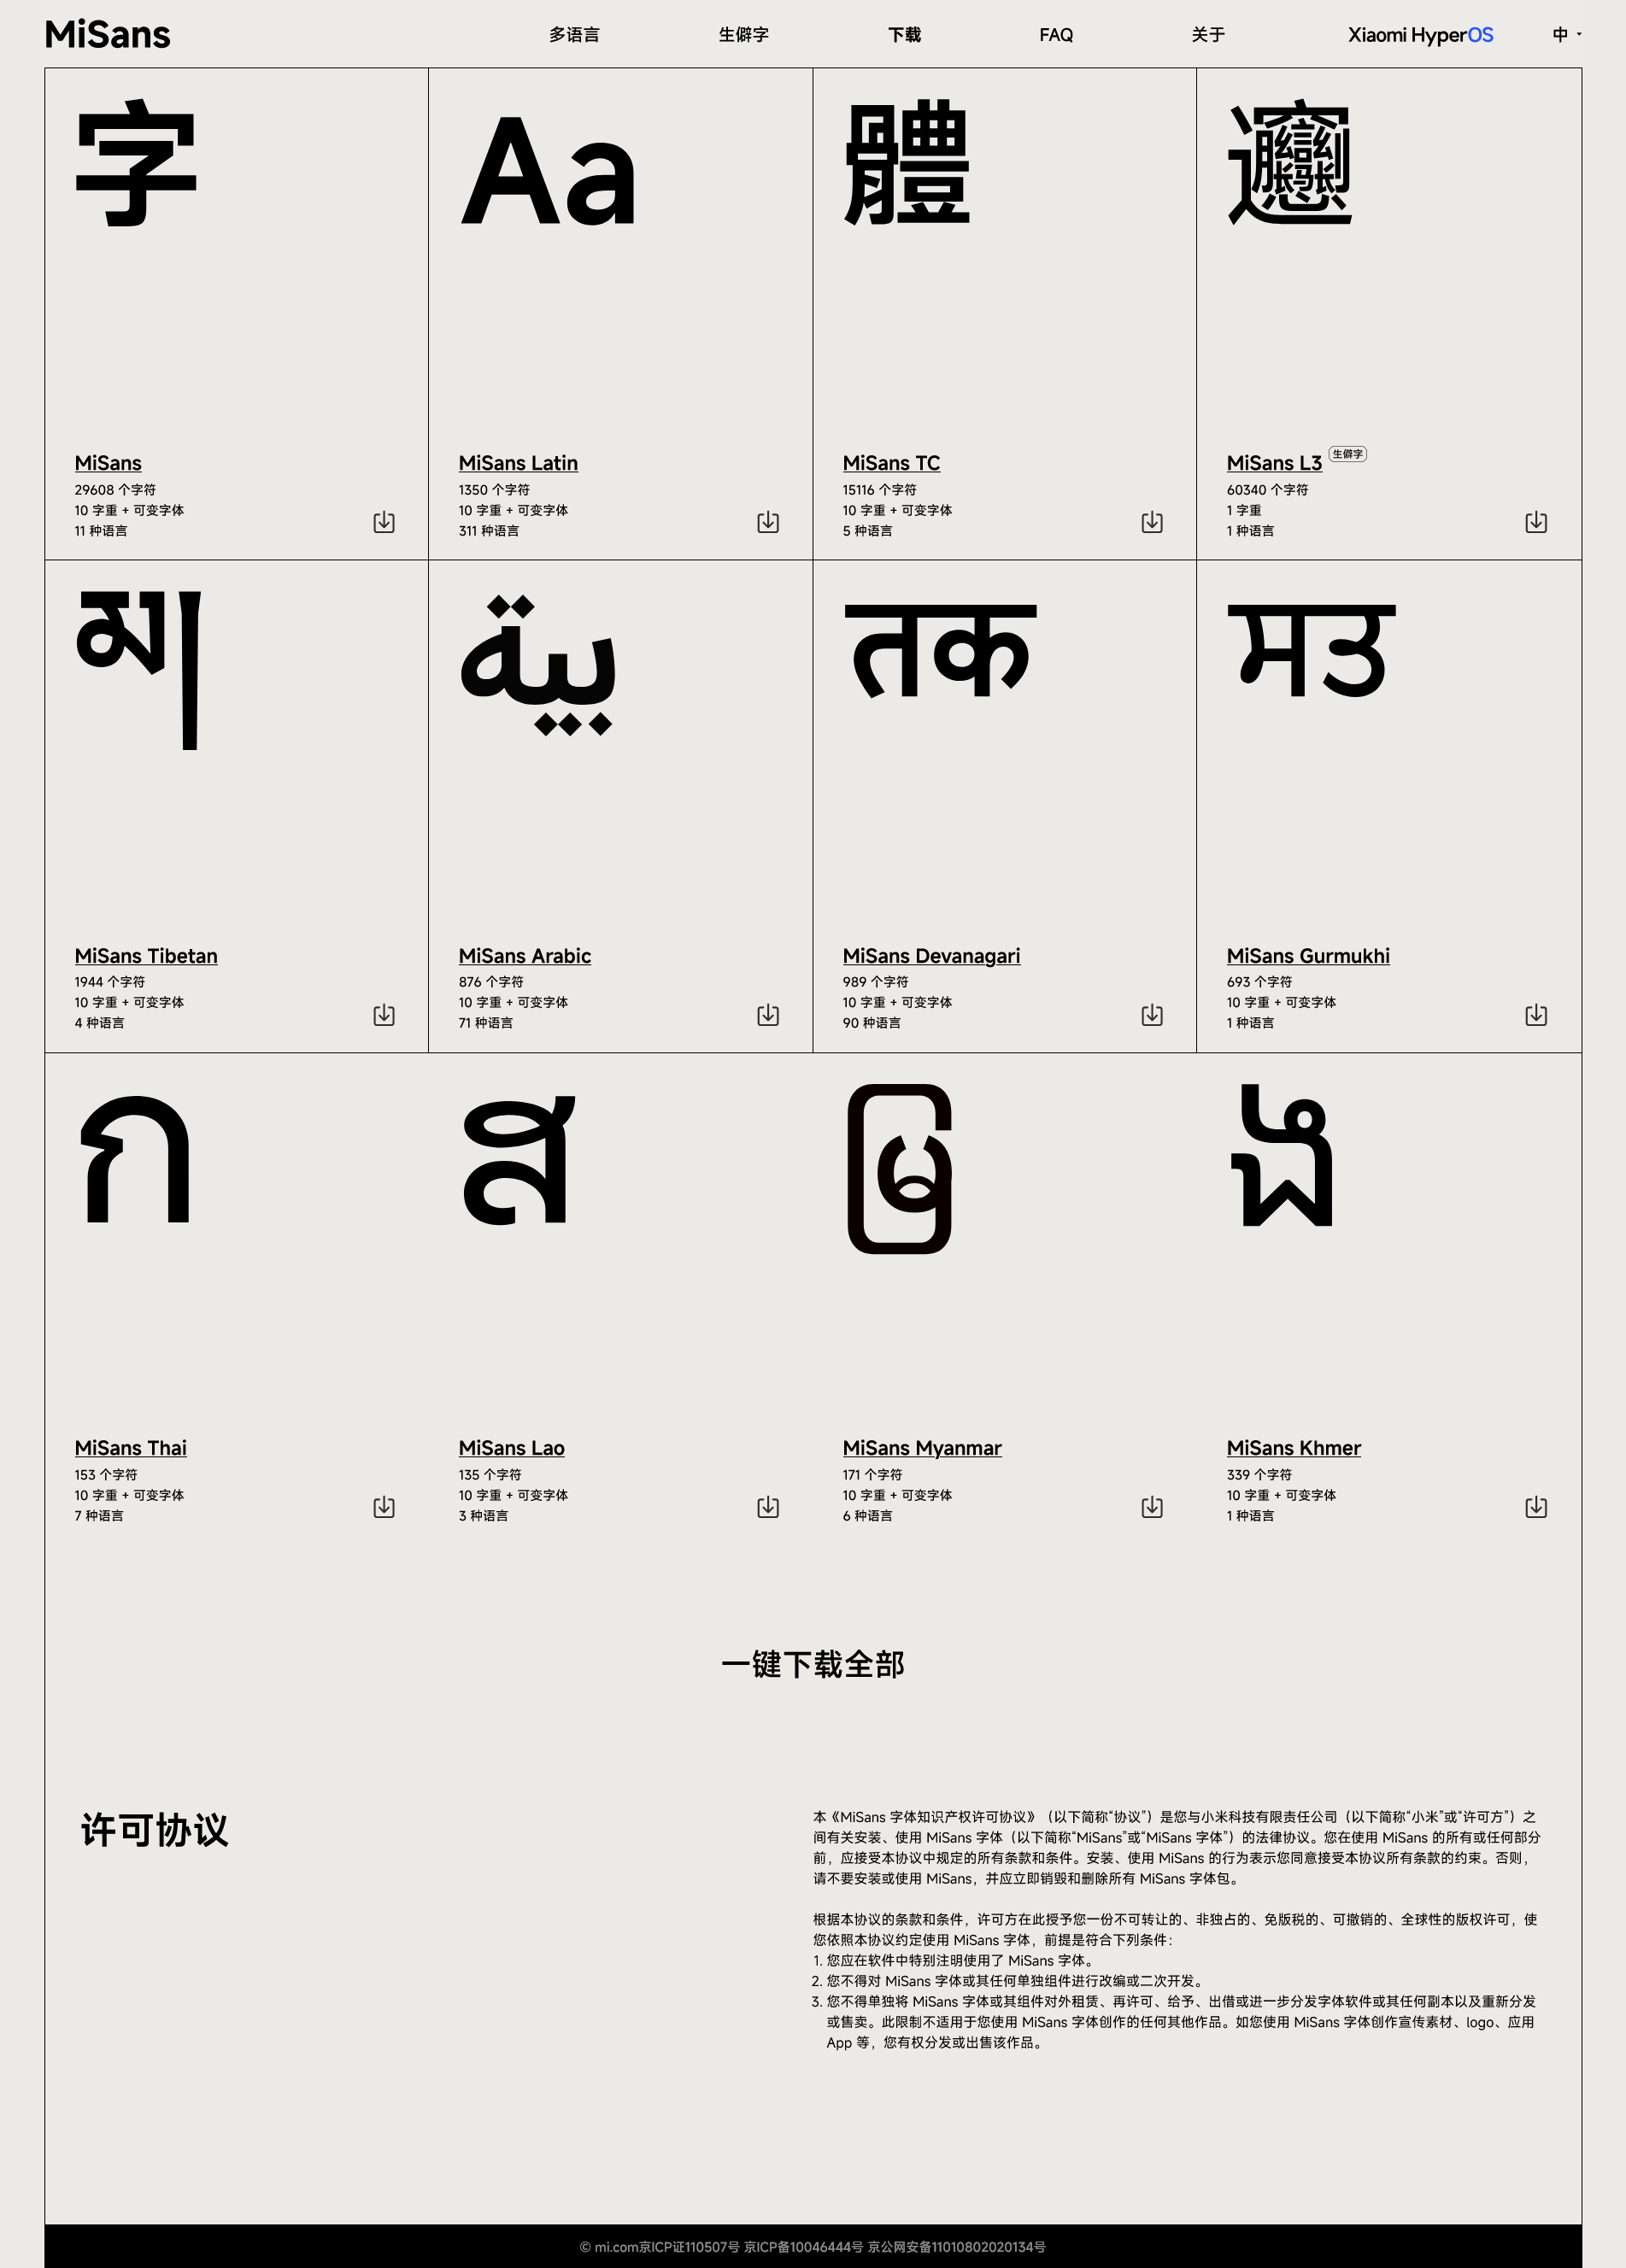 MiSans
多语言
生僻字
下载
FAQ
关于
Xiaomi HyperOS
中
字
Aa
體
MiSans
29608 个字符
10 字重 + 可变字体
11 种语言
MiSans Latin
1350 个字符
10 字重 + 可变字体
311 种语言
MiSans TC
15116 个字符
10 字重 + 可变字体
5 种语言
MiSans L3
生僻字
60340 个字符
1 字重
1 种语言
بية
तक
ਸਤ
MiSans Tibetan
1944 个字符
10 字重 + 可变字体
4 种语言
MiSans Arabic
876 个字符
10 字重 + 可变字体
71 种语言
MiSans Devanagari
989 个字符
10 字重 + 可变字体
90 种语言
MiSans Gurmukhi
693 个字符
10 字重 + 可变字体
1 种语言
ก
ສ
ဩ
ង
MiSans Thai
153 个字符
10 字重 + 可变字体
7 种语言
MiSans Lao
135 个字符
10 字重 + 可变字体
3 种语言
MiSans Myanmar
171 个字符
10 字重 + 可变字体
6 种语言
MiSans Khmer
339 个字符
10 字重 + 可变字体
1 种语言
一键下载全部
许可协议
本《MiSans 字体知识产权许可协议》（以下简称“协议”）是您与小米科技有限责任公司（以下简称“小米”或“许可方”）之
间有关安装、使用 MiSans 字体（以下简称“MiSans”或“MiSans 字体”）的法律协议。您在使用 MiSans 的所有或任何部分
前，应接受本协议中规定的所有条款和条件。安装、使用 MiSans 的行为表示您同意接受本协议所有条款的约束。否则，
请不要安装或使用 MiSans，并应立即销毁和删除所有 MiSans 字体包。
根据本协议的条款和条件，许可方在此授予您一份不可转让的、非独占的、免版税的、可撤销的、全球性的版权许可，使
您依照本协议约定使用 MiSans 字体，前提是符合下列条件：
1. 您应在软件中特别注明使用了 MiSans 字体。
2. 您不得对 MiSans 字体或其任何单独组件进行改编或二次开发。
3. 您不得单独将 MiSans 字体或其组件对外租赁、再许可、给予、出借或进一步分发字体软件或其任何副本以及重新分发
或售卖。此限制不适用于您使用 MiSans 字体创作的任何其他作品。如您使用 MiSans 字体创作宣传素材、logo、应用
App 等，您有权分发或出售该作品。
© mi.com京ICP证110507号 京ICP备10046444号 京公网安备11010802020134号